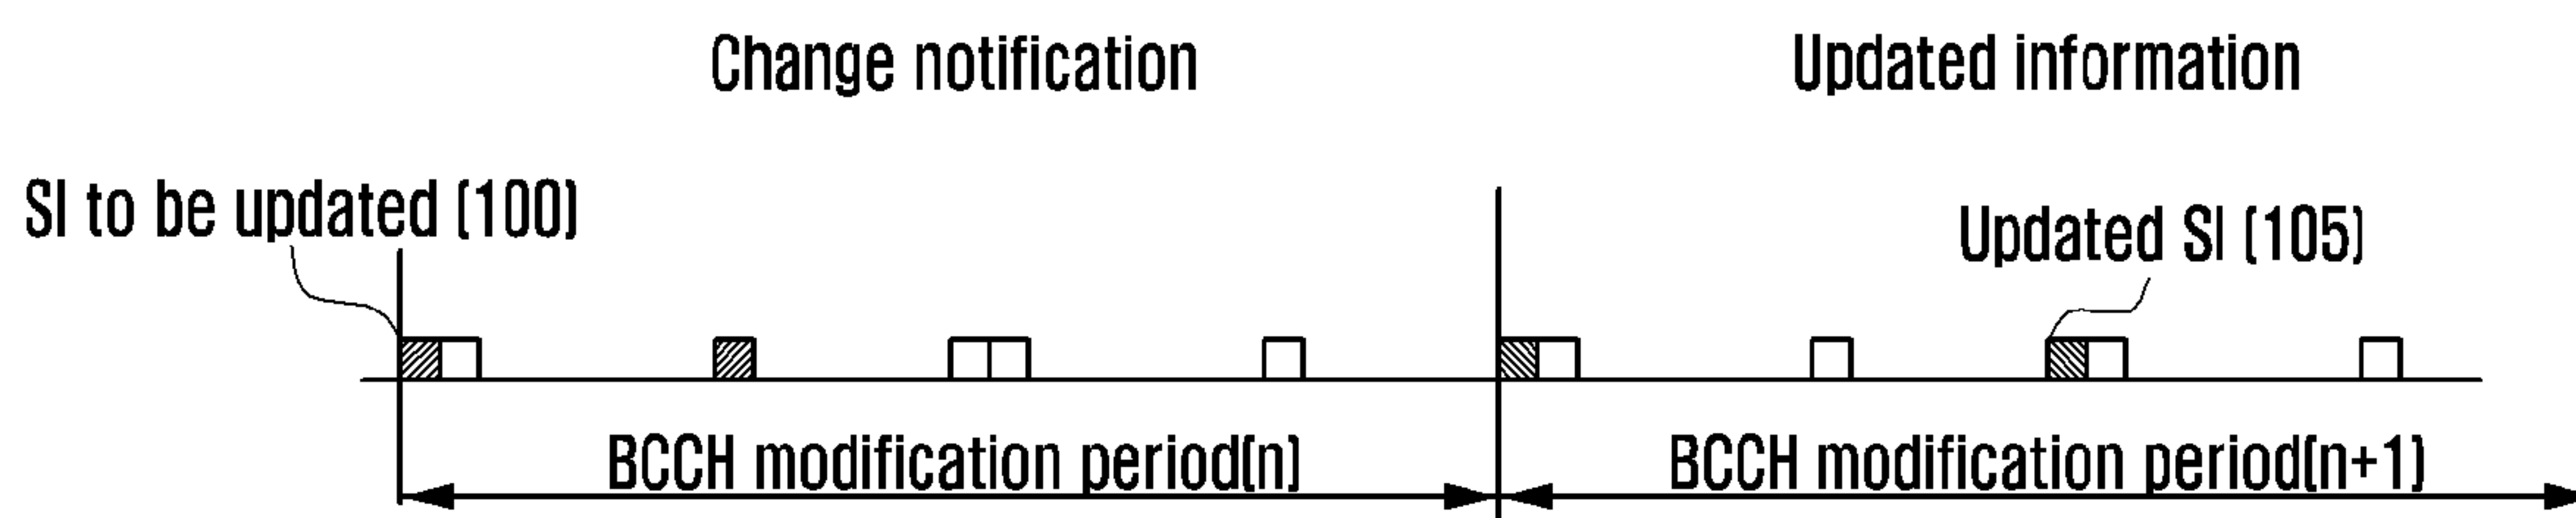 Change notification
Updated information
SI to be updated (100)
Updated SI (105)
BCCH modification period(n)
BCCH modification period(n+1)